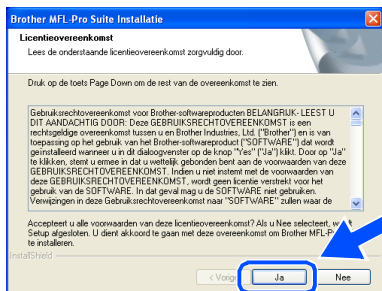 Brother MFL-Pro Suite Installatie
Licentieovereenkomst
Lees de onderstaande licentieovereenkomst zorgvuldig door.
Druk op de toets Page Down om de rest van de overeenkomst te zien.
Gebruiksrechtovereenkomst voor Brother-softwareproducten BELANGRIJK- LEEST U
DIT AANDACHTIG DOOR: Deze GEBRUIKSRECHTOVEREENKOMST is een
rechtsgeldige overeenkomst tussen u en Brother Industries, Ltd. ("Brother") en is van
toepassing op het gebruik van het Brother-softwareproduct ("SOFTWARE") dat wordt
geïnstalleerd wanneer u in dit dialoogvenster op de knop "Yes" ("Ja") klikt. Door op "Ja"
te klikken, stemt u ermee in dat u wettelijk gebonden bent aan de voorwaarden van deze
GEBRUIKSRECHTOVEREENKOMST. Indien u niet instemt met de voorwaarden van
deze GEBRUIKSRECHTOVEREENKOMST, wordt geen licentie verstrekt voor het
gebruik van de SOFTWARE. In dat geval mag u de SOFTWARE niet gebruiken.
Verwijzingen in deze Gebruiksrechtovereenkomst naar "SOFTWARE" zullen waar de
Accepteert u alle voorwaarden van deze licentieovereenkomst? Als u Nee selecteert,
Setup afgesloten. U dient akkoord te gaan met deze overeenkomst om Brother MFL-Pro
te installeren.
InstallShield
< Vorige Ja Nee